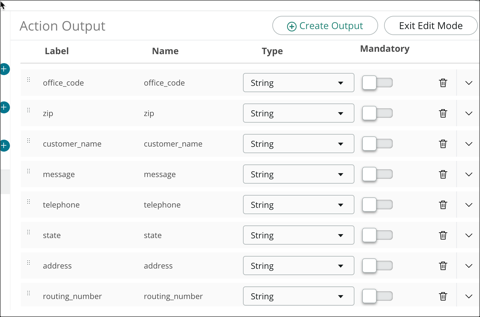 Action Output
Create Output
Exit Edit Mode
Label Name Type Mandatory
office_code office_code String
zip zip String
customer_name customer_name String
message message String
telephone telephone String
state state String
address address String
routing_number routing_number String